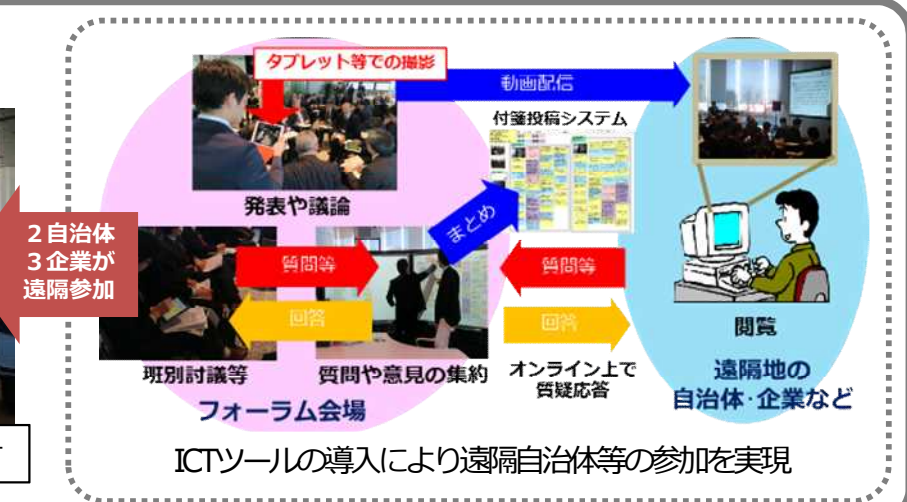 タブレット等での撮影
動画配信
付箋投稿システム
発表や議論
まとめ
2自治体
3企業が
遠隔参加
質問等
質問等
回答
回答
閲覧
班別討議等
質問や意見の集約
オンライン上で
質疑応答
フォーラム会場
遠隔地の
自治体・企業など
ICTツールの導入により遠隔自治体等の参加を実現